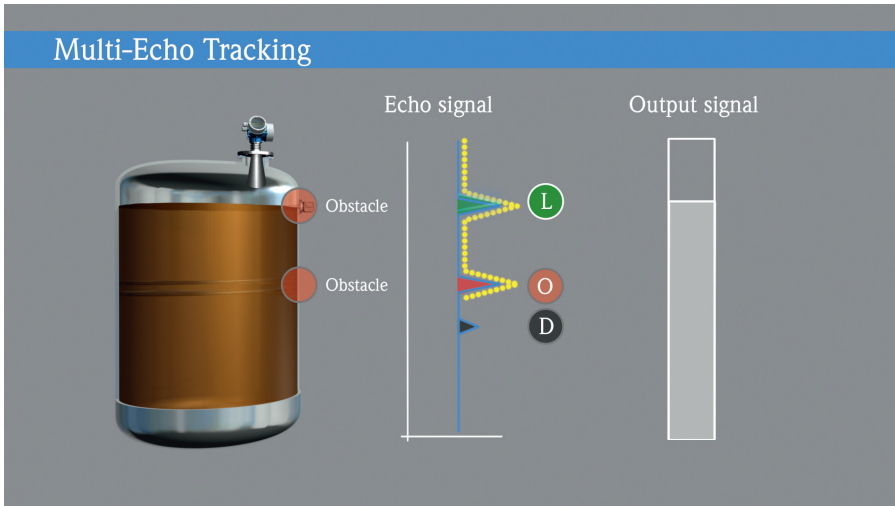 Multi-Echo Tracking
Echo signal
Output signal
Obstacle
L
Obstacle
O
D